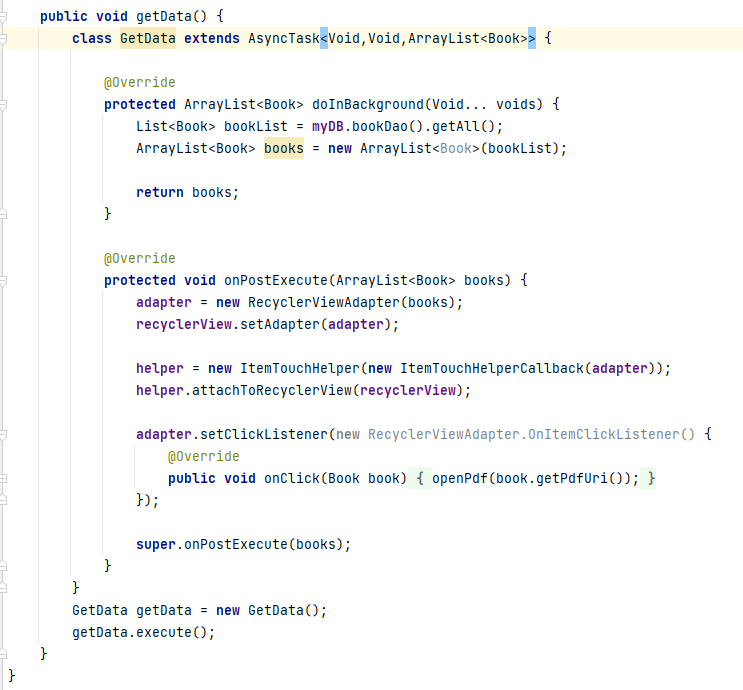 public void getData() {
class GetData extends AsyncTask<Void,Void,ArrayList<Book>> {
@Override
protected ArrayList<Book> doInBackground(Void... voids) {
List<Book> bookList = myDB.bookDao().getAll();
ArrayList<Book> books = new ArrayList<Book>(bookList);
return books;
}
@Override
protected void onPostExecute(ArrayList<Book> books) {
adapter = new RecyclerViewAdapter(books);
recyclerView.setAdapter(adapter);
helper = new ItemTouchHelper(new ItemTouchHelperCallback(adapter));
helper.attachToRecyclerView(recyclerView);
adapter.setClickListener(new RecyclerViewAdapter.OnItemClickListener() {
@Override
public void onClick(Book book) { openPdf(book.getPdfUri()); }
});
super.onPostExecute(books);
}
}
GetData getData = new GetData();
getData.execute();
}
}